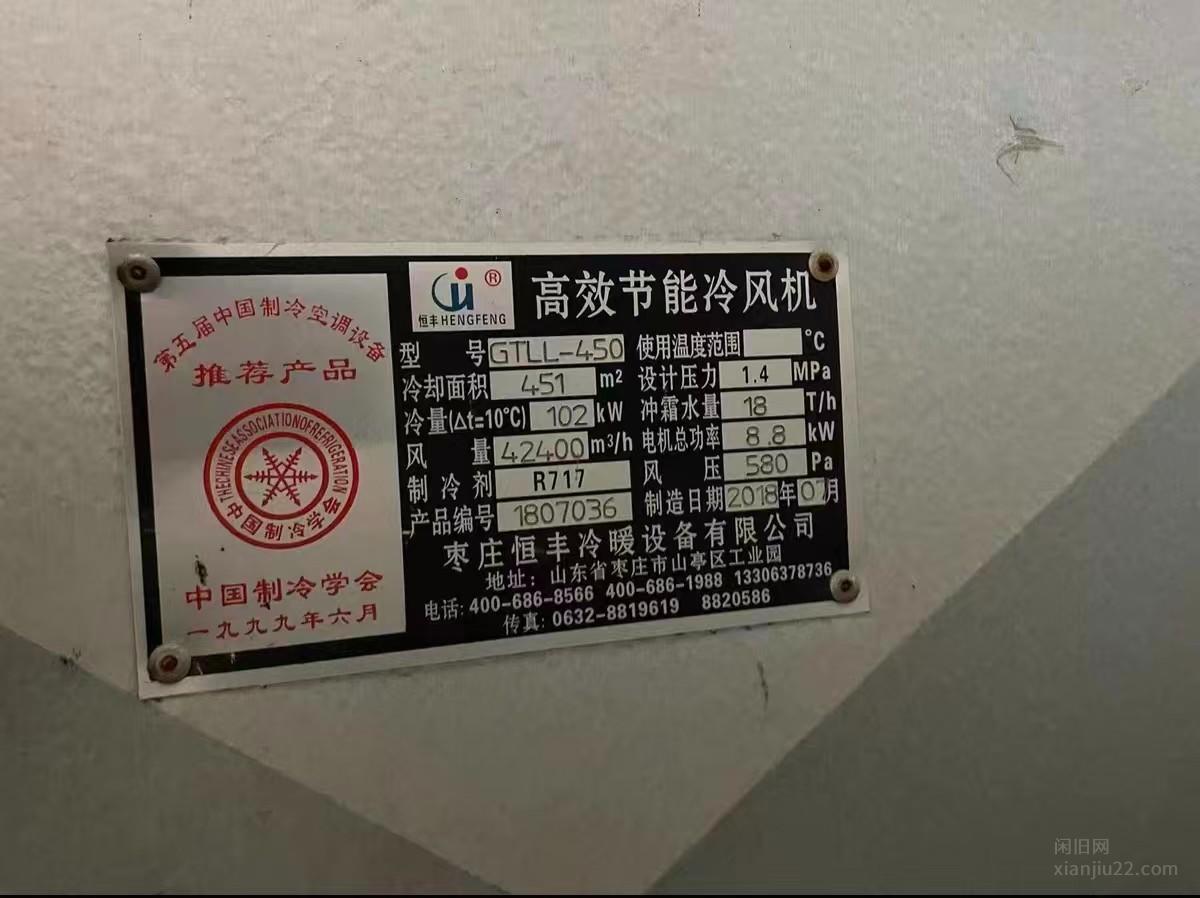 第五届中国制冷空调设备
推荐产品
THECHINESEASSOCIATIONOFREFRIGERATION
中国制冷学会
中国制冷学会
一九九九年六月
恒丰HENGFENG ®
高效节能冷风机
型 号 GTLL-450 使用温度范围 ℃
冷却面积 451 m² 设计压力 1.4 MPa
冷量(Δt=10℃) 102 kW 冲霜水量 18 T/h
风 量 42400 m³/h 电机总功率 8.8 kW
制冷剂 R717 风 压 580 Pa
产品编号 1807036 制造日期 2018年07月
枣庄恒丰冷暖设备有限公司
地址：山东省枣庄市山亭区工业园
电话:400-686-8566 400-686-1988 13306378736
传真:0632-8819619 8820586
闲旧网
xianjiu22.com